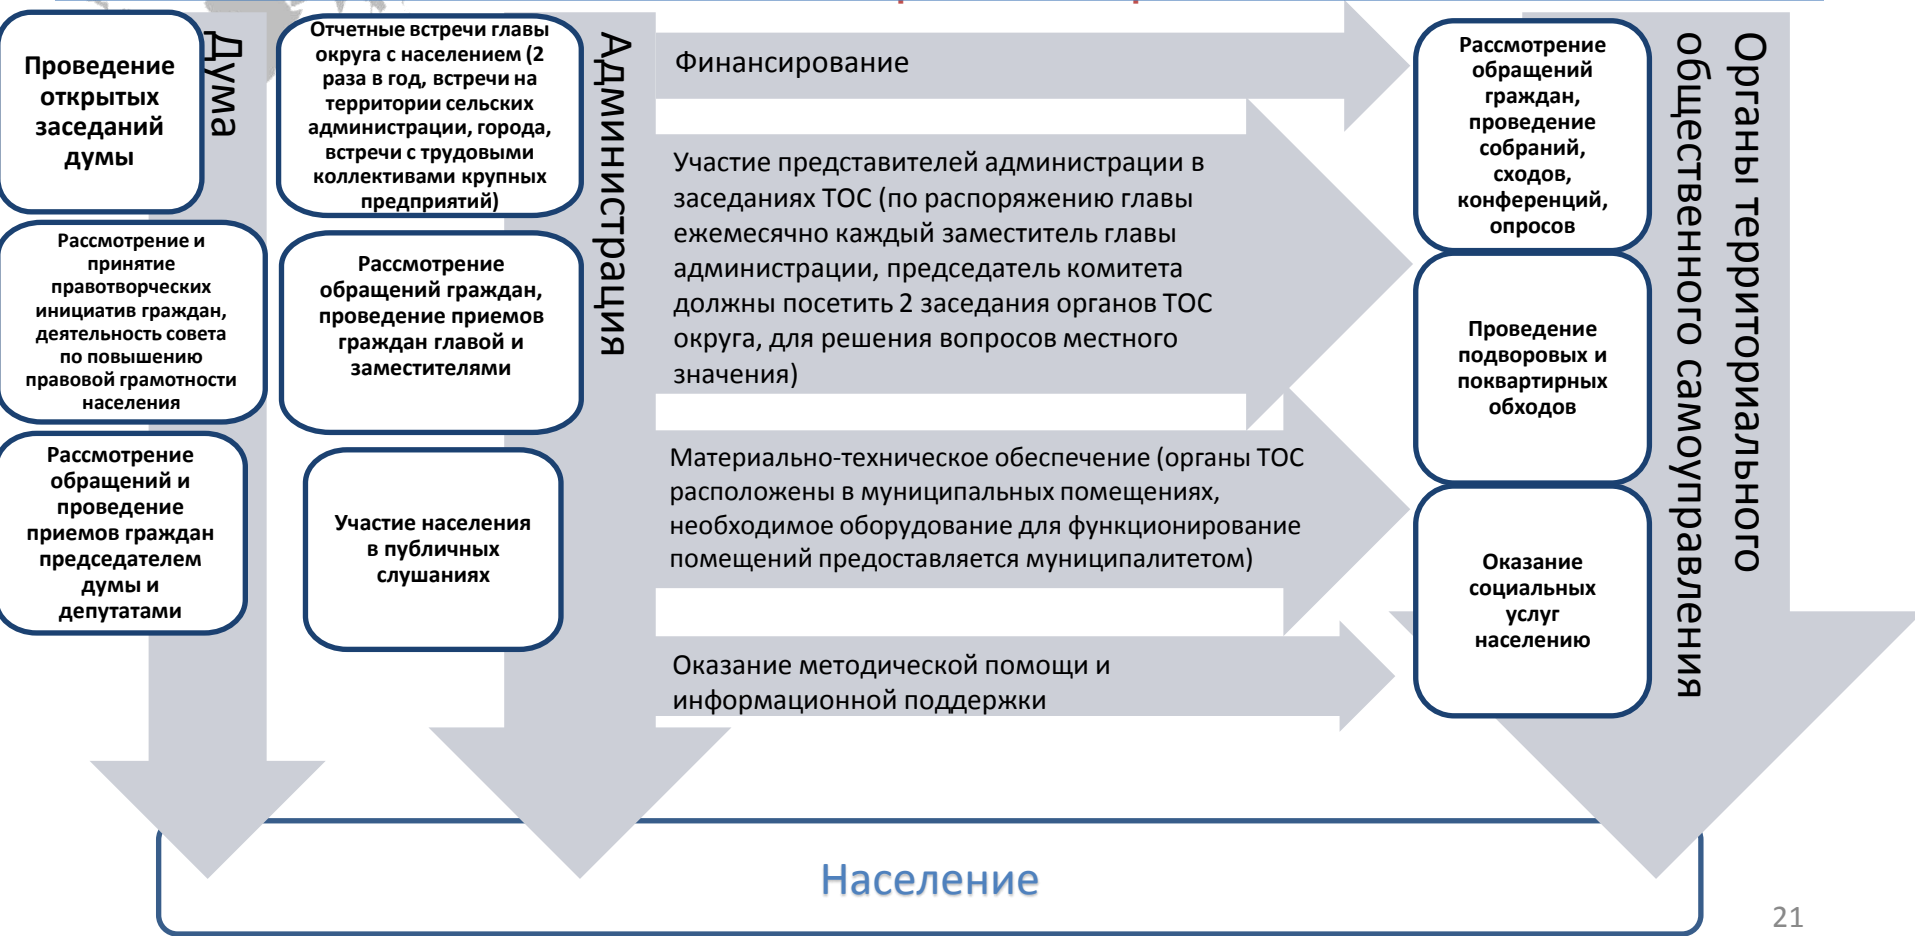 Дума
Проведение
открытых
заседаний
думы
Рассмотрение и
принятие
правотворческих
инициатив граждан,
деятельность совета
по повышению
правовой грамотности
населения
Рассмотрение
обращений и
проведение
приемов граждан
председателем
думы и
депутатами
Администрация
Отчетные встречи главы
округа с населением (2
раза в год, встречи на
территории сельских
администрации, города,
встречи с трудовыми
коллективами крупных
предприятий)
Рассмотрение
обращений граждан,
проведение приемов
граждан главой и
заместителями
Участие населения
в публичных
слушаниях
Финансирование
Участие представителей администрации в
заседаниях ТОС (по распоряжению главы
ежемесячно каждый заместитель главы
администрации, председатель комитета
должны посетить 2 заседания органов ТОС
округа, для решения вопросов местного
значения)
Материально-техническое обеспечение (органы ТОС
расположены в муниципальных помещениях,
необходимое оборудование для функционирование
помещений предоставляется муниципалитетом)
Оказание методической помощи и
информационной поддержки
Органы территориального
общественного самоуправления
Рассмотрение
обращений
граждан,
проведение
собраний,
сходов,
конференций,
опросов
Проведение
подворовых и
поквартирных
обходов
Оказание
социальных
услуг
населению
Население
21